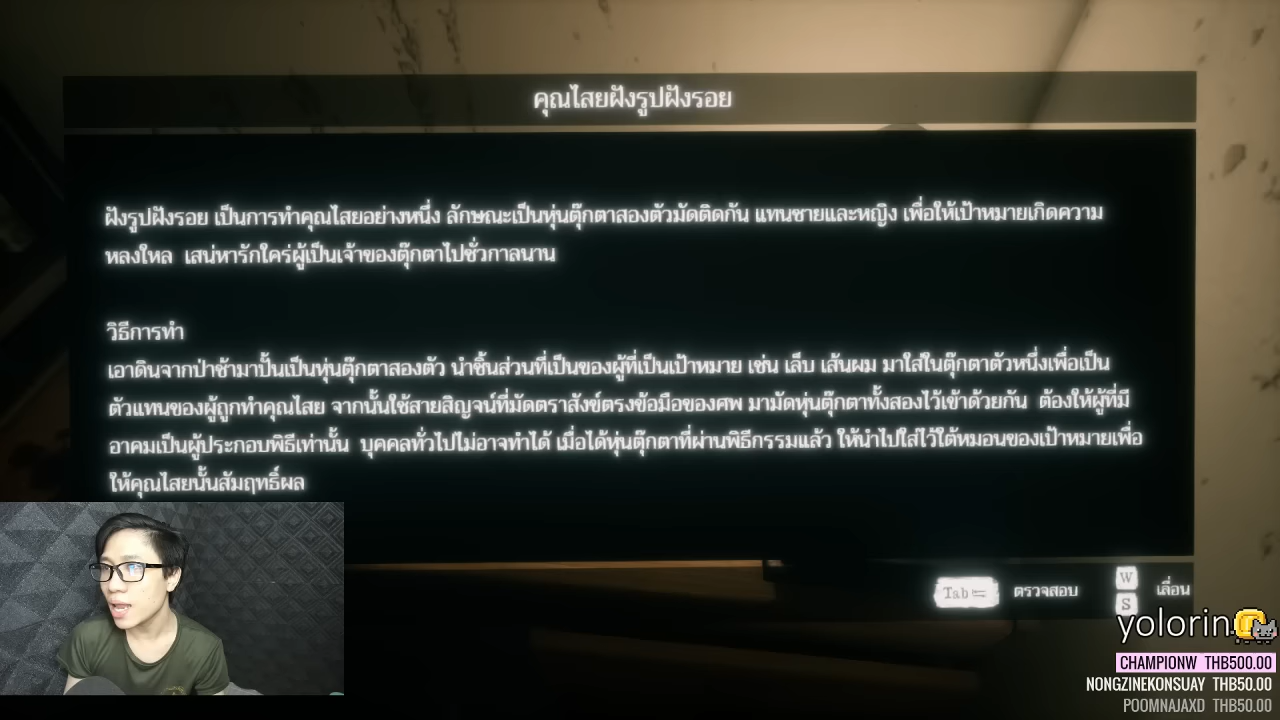 คุณไสยฝังรูปฝังรอย
ฝังรูปฝังรอย เป็นการทำคุณไสยอย่างหนึ่ง ลักษณะเป็นหุ่นตุ๊กตาสองตัวมัดติดกัน แทนชายและหญิง เพื่อให้เป้าหมายเกิดความ
หลงใหล เสน่หารักใคร่ผู้เป็นเจ้าของตุ๊กตาไปชั่วกาลนาน
วิธีการทำ
เอาดินจากป่าช้ามาปั้นเป็นหุ่นตุ๊กตาสองตัว นำชิ้นส่วนที่เป็นของผู้ที่เป็นเป้าหมาย เช่น เล็บ เส้นผม มาใส่ในตุ๊กตาตัวหนึ่งเพื่อเป็น
ตัวแทนของผู้ถูกทำคุณไสย จากนั้นใช้สายสิญจน์ที่มัดตราสังข์ตรงข้อมือของศพ มามัดหุ่นตุ๊กตาทั้งสองไว้เข้าด้วยกัน ต้องให้ผู้ที่มี
อาคมเป็นผู้ประกอบพิธีเท่านั้น บุคคลทั่วไปไม่อาจทำได้ เมื่อได้หุ่นตุ๊กตาที่ผ่านพิธีกรรมแล้ว ให้นำไปใส่ไว้ใต้หมอนของเป้าหมายเพื่อ
ให้คุณไสยนั้นสัมฤทธิ์ผล
Tab ตรวจสอบ W เลื่อน
S
yolorin
CHAMPIONW THB500.00
NONGZINEKONSUAY THB50.00
POOMNAJAXD THB50.00